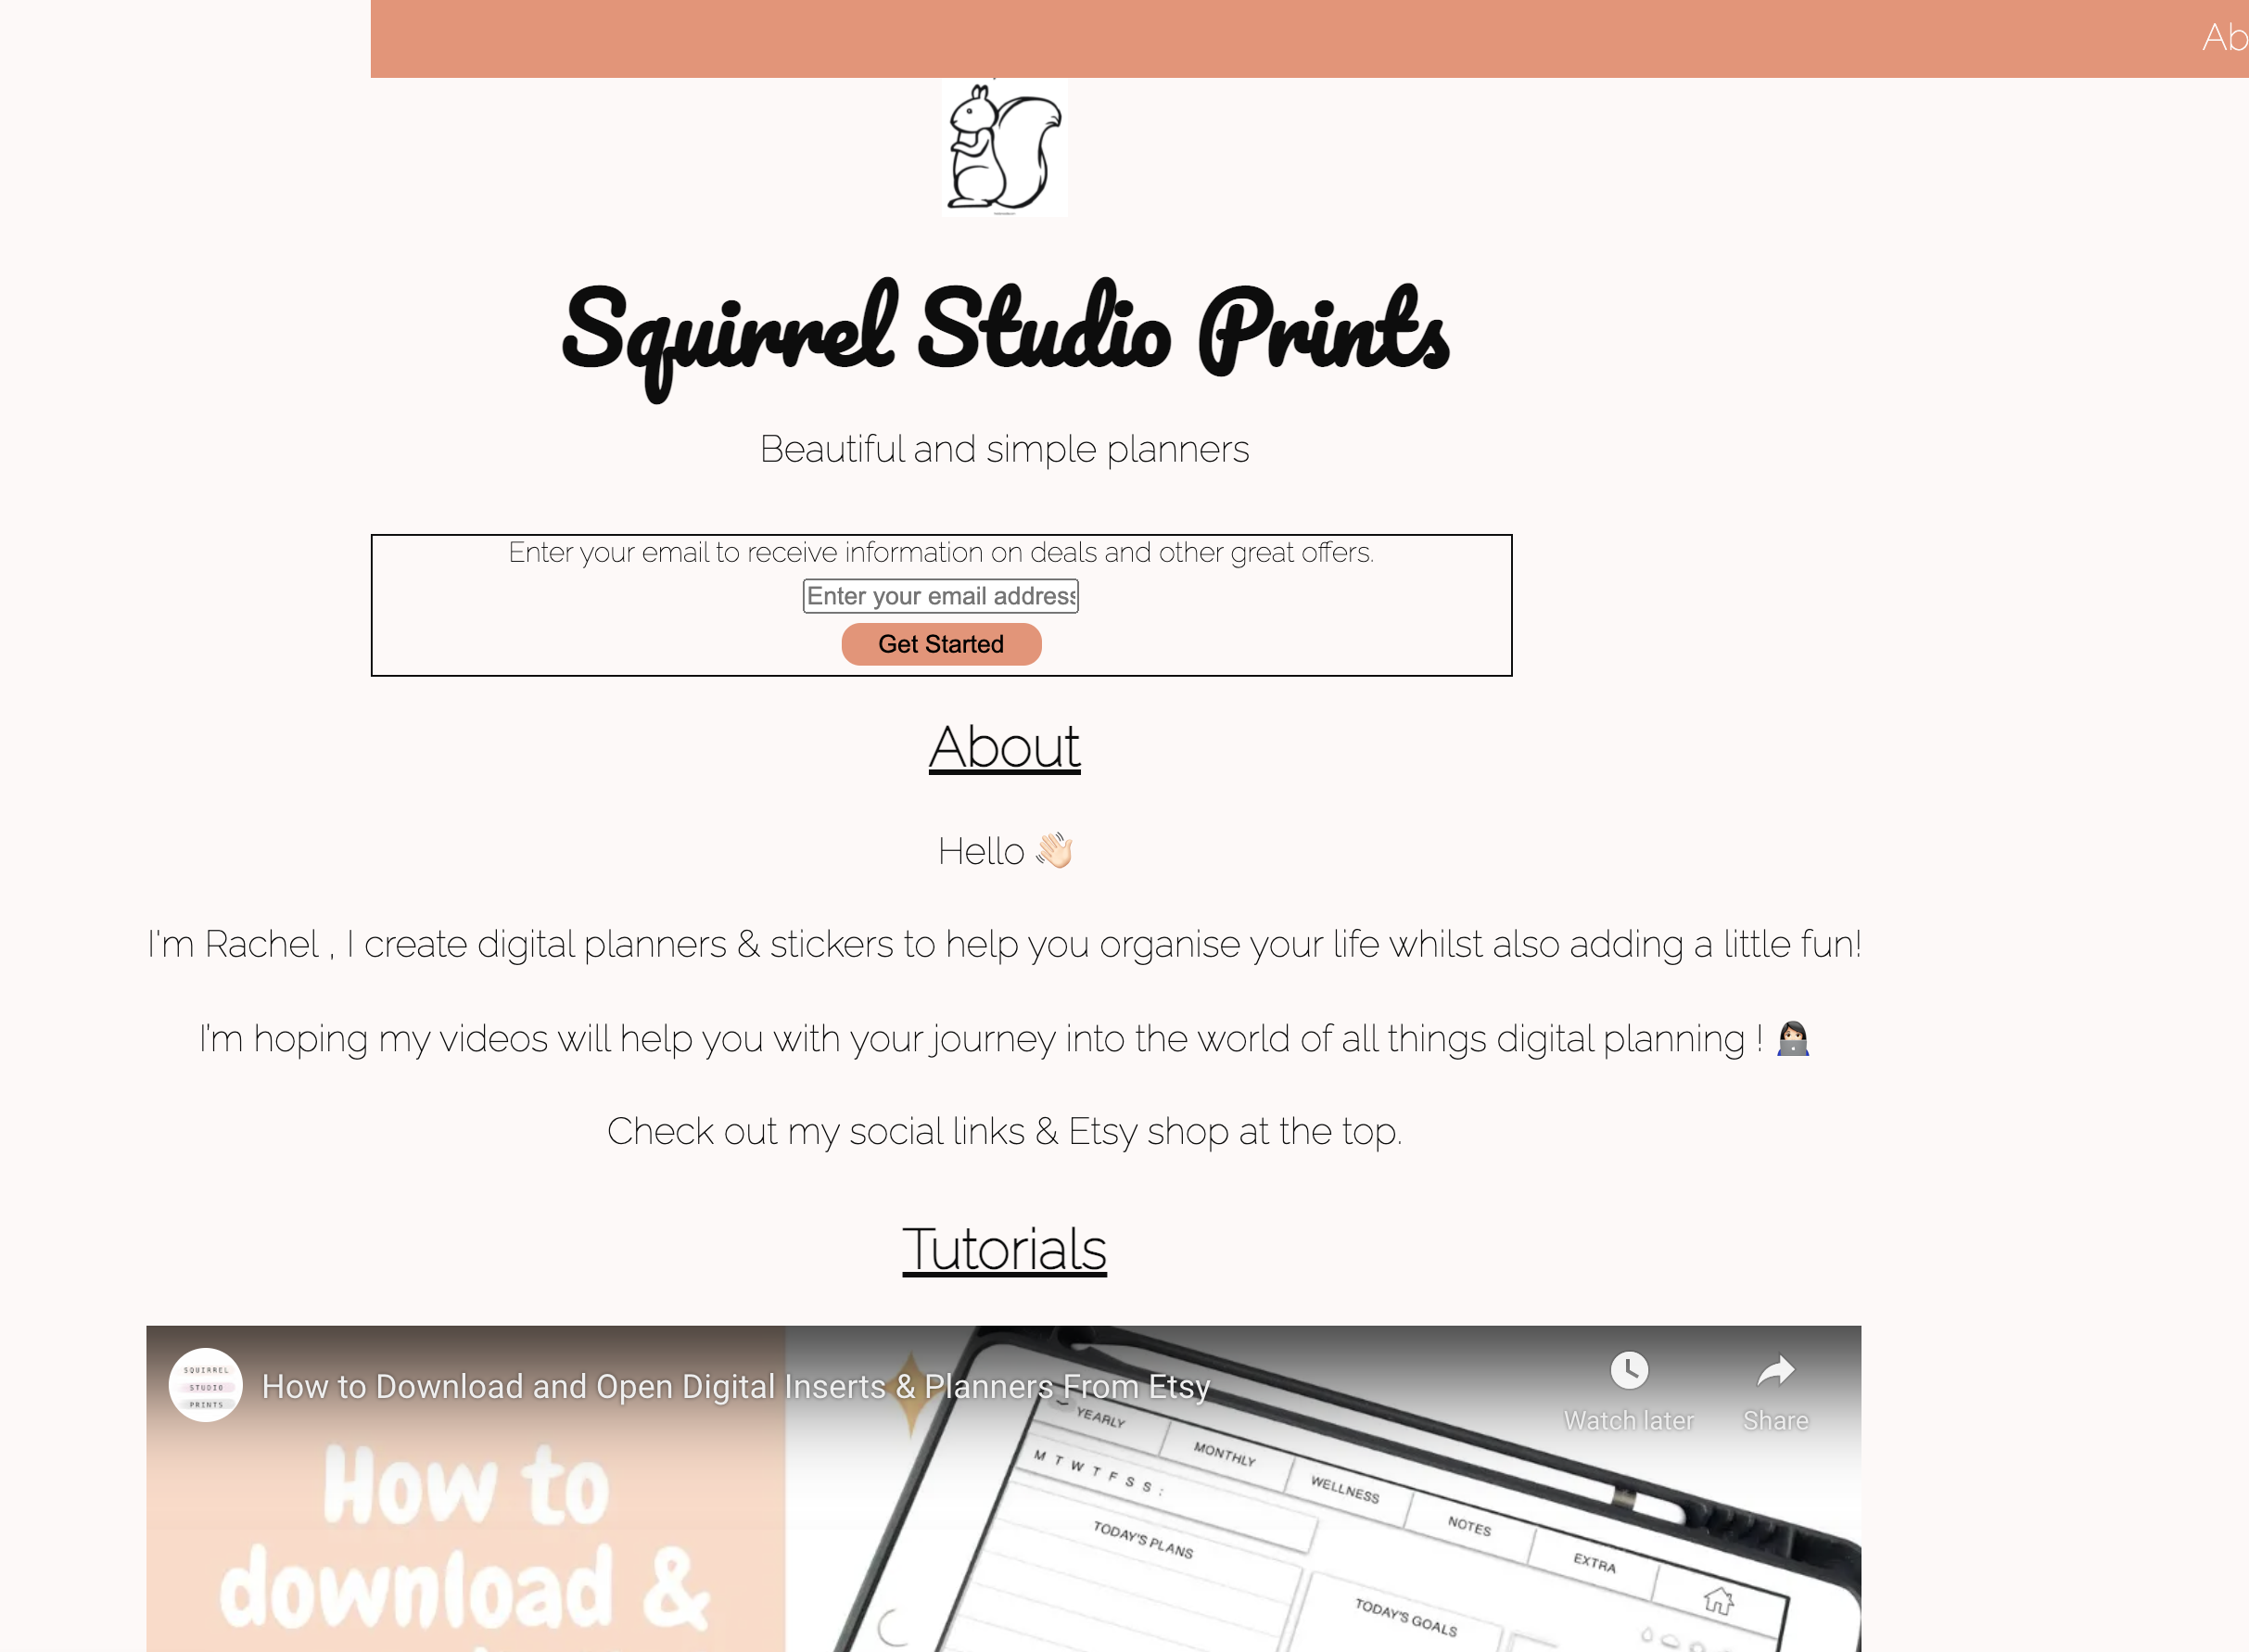 Ab
Squirrel Studio Prints
Beautiful and simple planners
Enter your email to receive information on deals and other great offers.
Enter your email address
Get Started
About
Hello 👋🏻
I'm Rachel , I create digital planners & stickers to help you organise your life whilst also adding a little fun!
I'm hoping my videos will help you with your journey into the world of all things digital planning ! 👩🏻‍💻
Check out my social links & Etsy shop at the top.
Tutorials
SQUIRREL
STUDIO
PRINTS
How to Download and Open Digital Inserts & Planners From Etsy
Watch later
Share
How to
download &
YEARLY
MONTHLY
WELLNESS
NOTES
EXTRA
M T W T F S S :
TODAY'S PLANS
TODAY'S GOALS